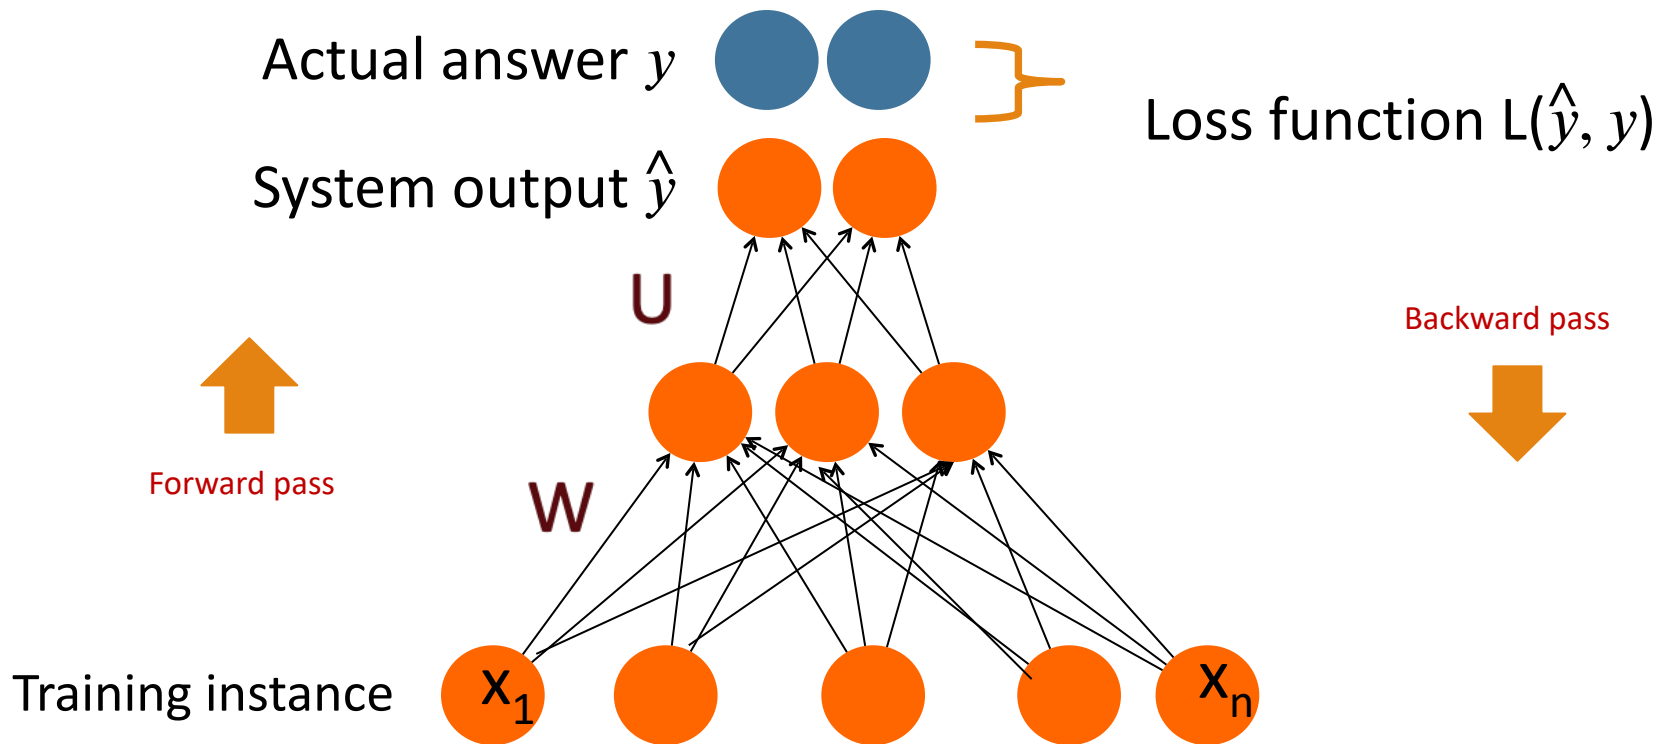 Actual answer y
Loss function L(ŷ, y)
System output ŷ
U
Backward pass
Forward pass
W
Training instance
x₁
xₙ